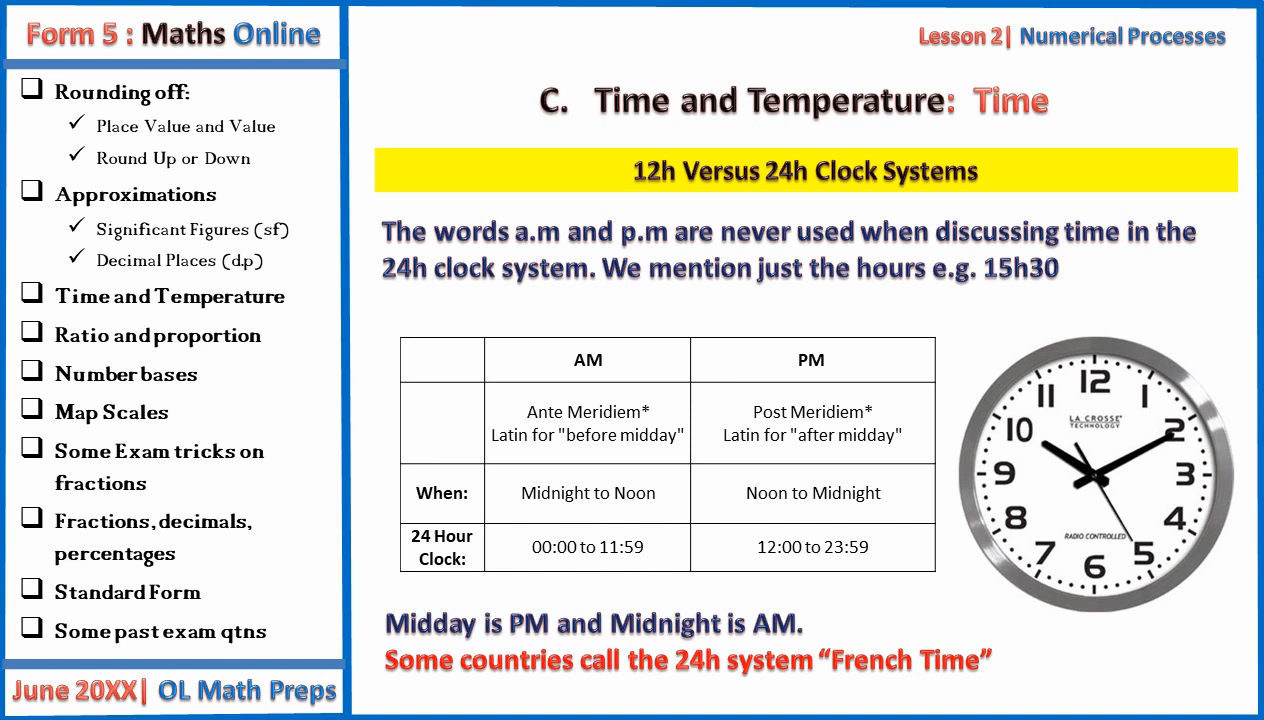 Form 5 : Maths Online
Lesson 2| Numerical Processes
Rounding off:
Place Value and Value
Round Up or Down
Approximations
Significant Figures (sf)
Decimal Places (d.p)
Time and Temperature
Ratio and proportion
Number bases
Map Scales
Some Exam tricks on
fractions
Fractions, decimals,
percentages
Standard Form
Some past exam qtns
June 20XX| OL Math Preps
C. Time and Temperature: Time
12h Versus 24h Clock Systems
The words a.m and p.m are never used when discussing time in the
24h clock system. We mention just the hours e.g. 15h30
AM PM
Ante Meridiem* Post Meridiem*
Latin for "before midday" Latin for "after midday"
When: Midnight to Noon Noon to Midnight
24 Hour
Clock: 00:00 to 11:59 12:00 to 23:59
12
11 1
LA CROSSE
TECHNOLOGY
10 2
9 3
8 4
RADIO CONTROLLED
7 5
6
Midday is PM and Midnight is AM.
Some countries call the 24h system “French Time”